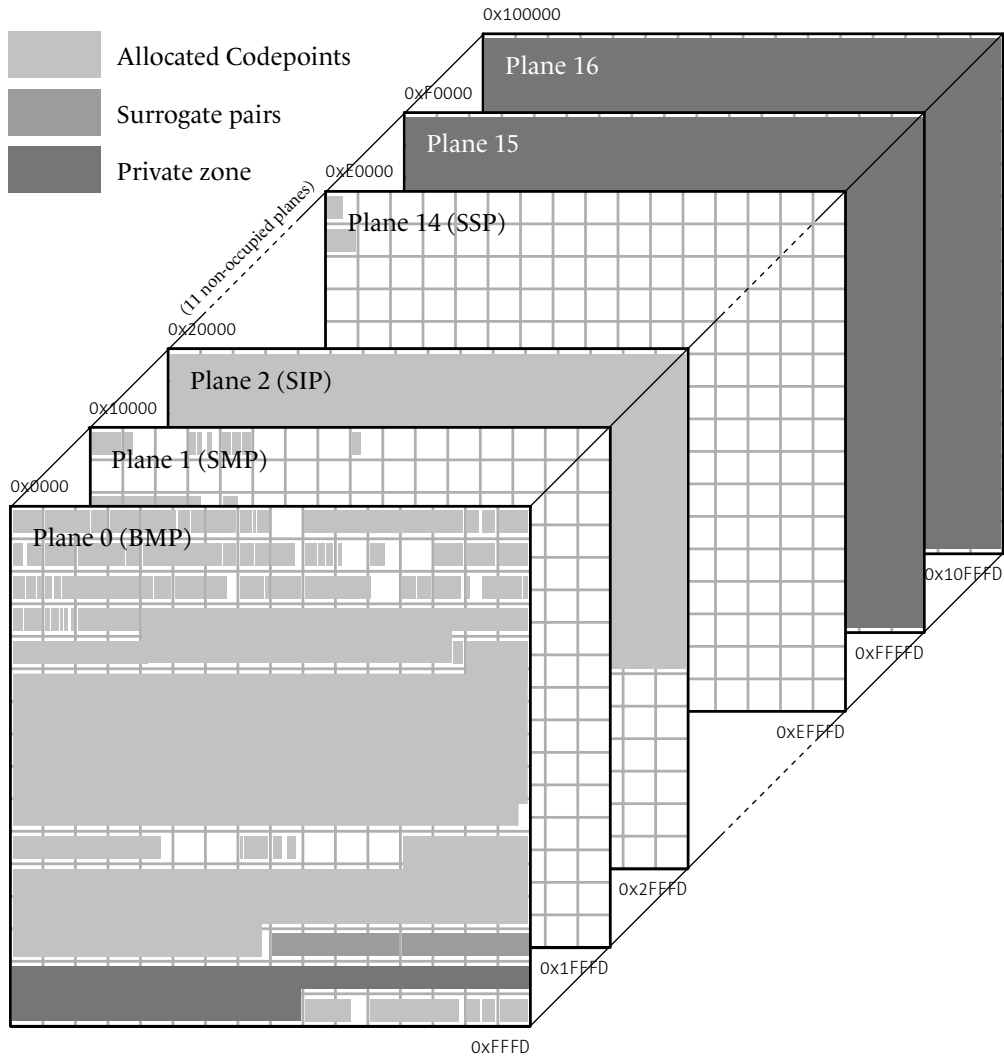 0x100000
Allocated Codepoints
Plane 16
0xF0000
Surrogate pairs
Plane 15
Private zone
0xE0000
(11 non-occupied planes)
Plane 14 (SSP)
0x20000
Plane 2 (SIP)
0x10000
Plane 1 (SMP)
0x0000
Plane 0 (BMP)
0x10FFFD
0xFFFFD
0xEFFFD
0x2FFFD
0x1FFFD
0xFFFD